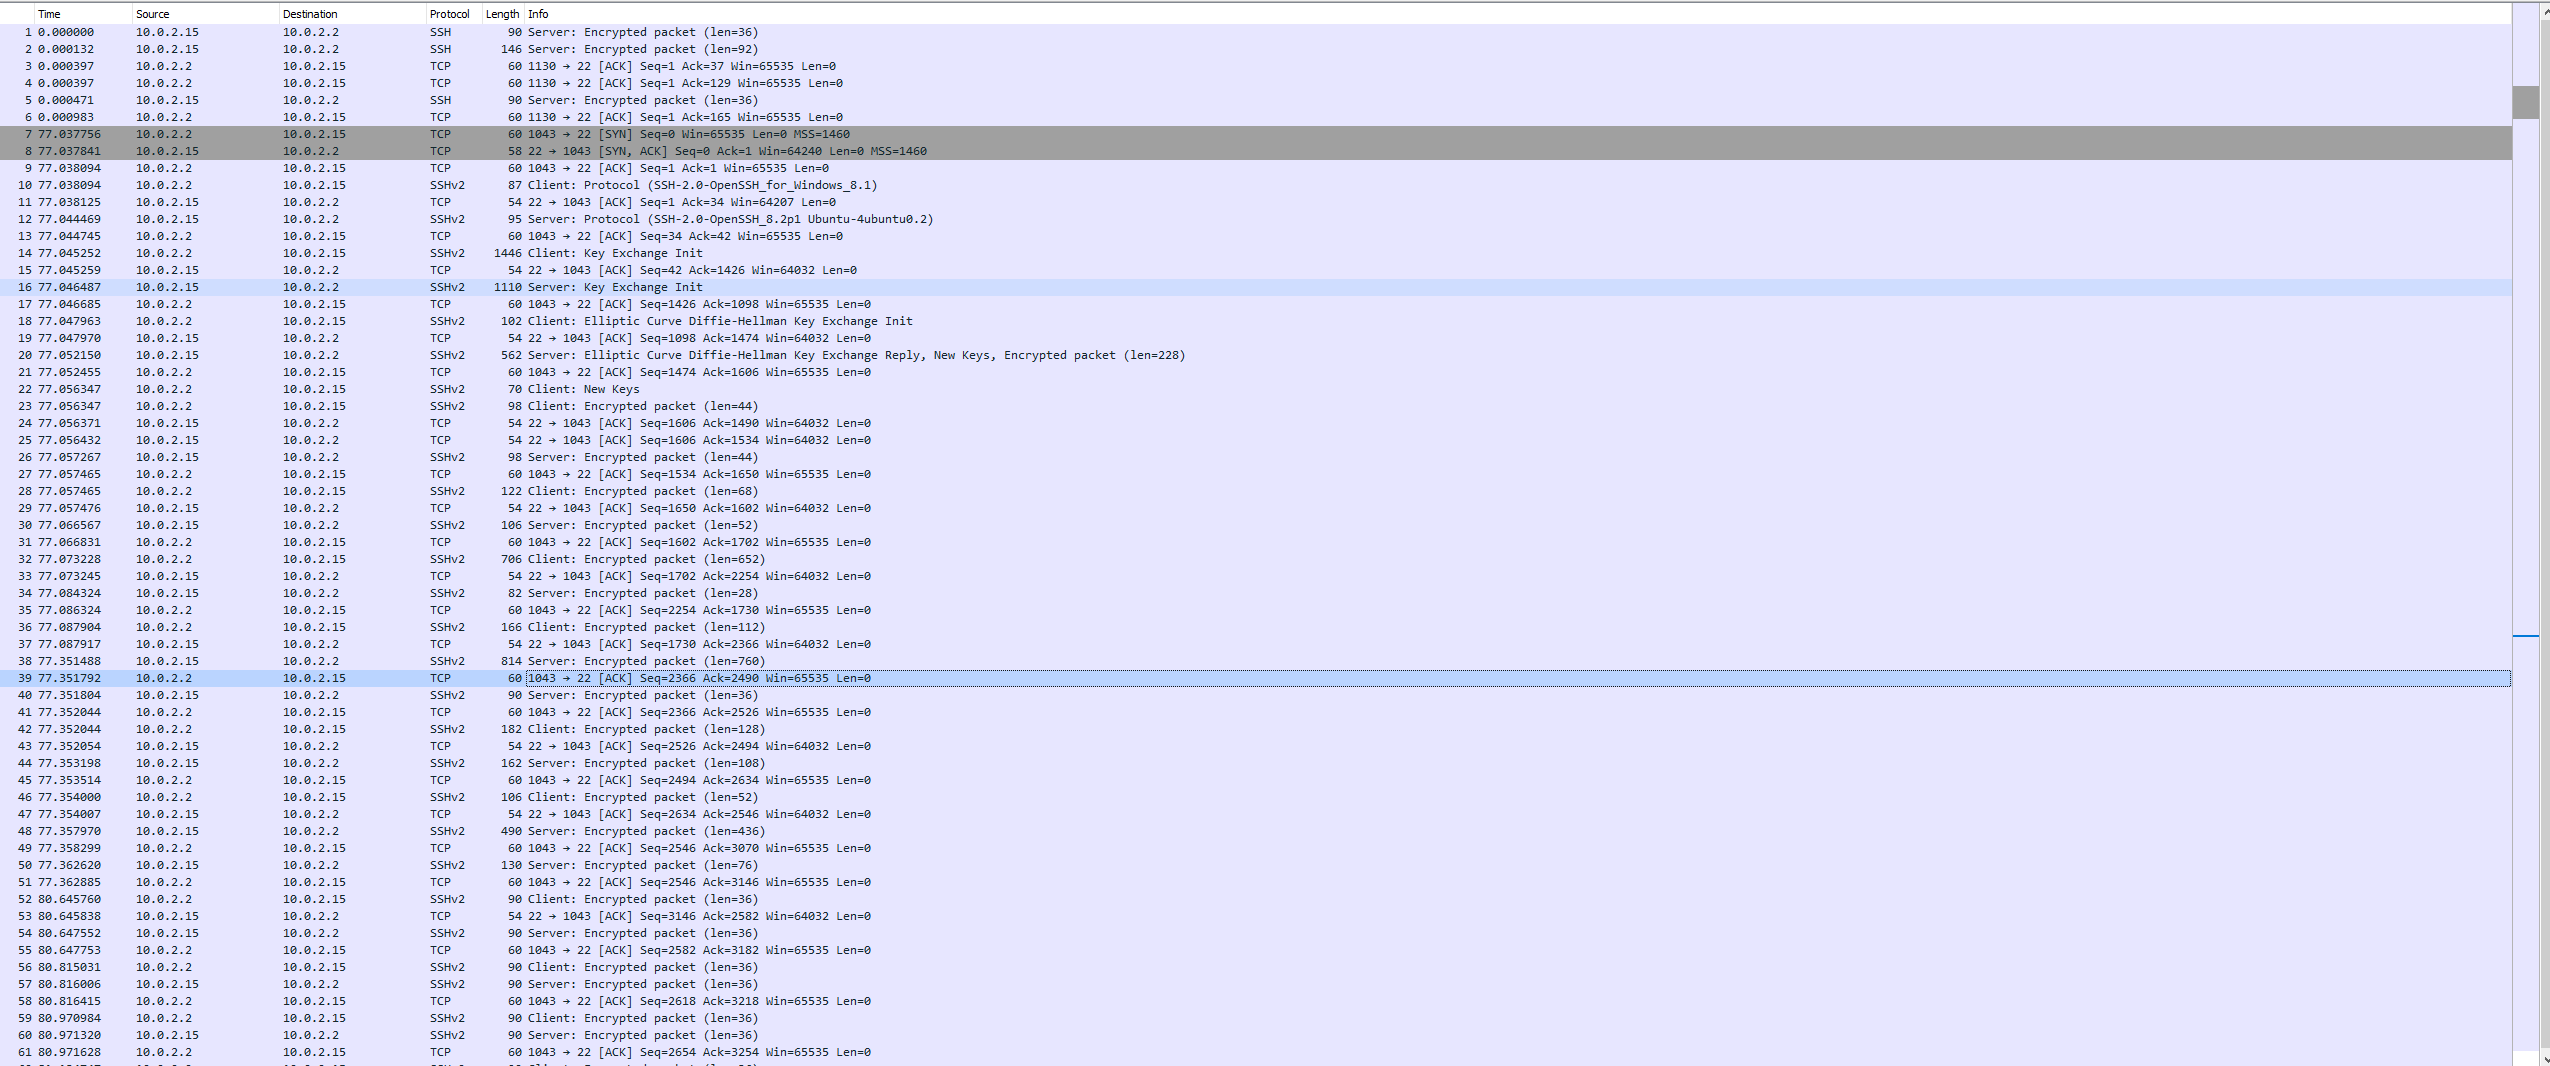 Time Source Destination Protocol Length Info
1 0.000000 10.0.2.15 10.0.2.2 SSH 90 Server: Encrypted packet (len=36)
2 0.000132 10.0.2.15 10.0.2.2 SSH 146 Server: Encrypted packet (len=92)
3 0.000397 10.0.2.2 10.0.2.15 TCP 60 1130 → 22 [ACK] Seq=1 Ack=37 Win=65535 Len=0
4 0.000397 10.0.2.2 10.0.2.15 TCP 60 1130 → 22 [ACK] Seq=1 Ack=129 Win=65535 Len=0
5 0.000471 10.0.2.15 10.0.2.2 SSH 90 Server: Encrypted packet (len=36)
6 0.000983 10.0.2.2 10.0.2.15 TCP 60 1130 → 22 [ACK] Seq=1 Ack=165 Win=65535 Len=0
7 77.037756 10.0.2.2 10.0.2.15 TCP 60 1043 → 22 [SYN] Seq=0 Win=65535 Len=0 MSS=1460
8 77.037841 10.0.2.15 10.0.2.2 TCP 58 22 → 1043 [SYN, ACK] Seq=0 Ack=1 Win=64240 Len=0 MSS=1460
9 77.038094 10.0.2.2 10.0.2.15 TCP 60 1043 → 22 [ACK] Seq=1 Ack=1 Win=65535 Len=0
10 77.038094 10.0.2.2 10.0.2.15 SSHv2 87 Client: Protocol (SSH-2.0-OpenSSH_for_Windows_8.1)
11 77.038125 10.0.2.15 10.0.2.2 TCP 54 22 → 1043 [ACK] Seq=1 Ack=34 Win=64207 Len=0
12 77.044469 10.0.2.15 10.0.2.2 SSHv2 95 Server: Protocol (SSH-2.0-OpenSSH_8.2p1 Ubuntu-4ubuntu0.2)
13 77.044745 10.0.2.2 10.0.2.15 TCP 60 1043 → 22 [ACK] Seq=34 Ack=42 Win=65535 Len=0
14 77.045252 10.0.2.2 10.0.2.15 SSHv2 1446 Client: Key Exchange Init
15 77.045259 10.0.2.15 10.0.2.2 TCP 54 22 → 1043 [ACK] Seq=42 Ack=1426 Win=64032 Len=0
16 77.046487 10.0.2.15 10.0.2.2 SSHv2 1110 Server: Key Exchange Init
17 77.046685 10.0.2.2 10.0.2.15 TCP 60 1043 → 22 [ACK] Seq=1426 Ack=1098 Win=65535 Len=0
18 77.047963 10.0.2.2 10.0.2.15 SSHv2 102 Client: Elliptic Curve Diffie-Hellman Key Exchange Init
19 77.047970 10.0.2.15 10.0.2.2 TCP 54 22 → 1043 [ACK] Seq=1098 Ack=1474 Win=64032 Len=0
20 77.052150 10.0.2.15 10.0.2.2 SSHv2 562 Server: Elliptic Curve Diffie-Hellman Key Exchange Reply, New Keys, Encrypted packet (len=228)
21 77.052455 10.0.2.2 10.0.2.15 TCP 60 1043 → 22 [ACK] Seq=1474 Ack=1606 Win=65535 Len=0
22 77.056347 10.0.2.2 10.0.2.15 SSHv2 70 Client: New Keys
23 77.056347 10.0.2.2 10.0.2.15 SSHv2 98 Client: Encrypted packet (len=44)
24 77.056371 10.0.2.15 10.0.2.2 TCP 54 22 → 1043 [ACK] Seq=1606 Ack=1490 Win=64032 Len=0
25 77.056432 10.0.2.15 10.0.2.2 TCP 54 22 → 1043 [ACK] Seq=1606 Ack=1534 Win=64032 Len=0
26 77.057267 10.0.2.15 10.0.2.2 SSHv2 98 Server: Encrypted packet (len=44)
27 77.057465 10.0.2.2 10.0.2.15 TCP 60 1043 → 22 [ACK] Seq=1534 Ack=1650 Win=65535 Len=0
28 77.057465 10.0.2.2 10.0.2.15 SSHv2 122 Client: Encrypted packet (len=68)
29 77.057476 10.0.2.15 10.0.2.2 TCP 54 22 → 1043 [ACK] Seq=1650 Ack=1602 Win=64032 Len=0
30 77.066567 10.0.2.15 10.0.2.2 SSHv2 106 Server: Encrypted packet (len=52)
31 77.066831 10.0.2.2 10.0.2.15 TCP 60 1043 → 22 [ACK] Seq=1602 Ack=1702 Win=65535 Len=0
32 77.073228 10.0.2.2 10.0.2.15 SSHv2 706 Client: Encrypted packet (len=652)
33 77.073245 10.0.2.15 10.0.2.2 TCP 54 22 → 1043 [ACK] Seq=1702 Ack=2254 Win=64032 Len=0
34 77.084324 10.0.2.15 10.0.2.2 SSHv2 82 Server: Encrypted packet (len=28)
35 77.086324 10.0.2.2 10.0.2.15 TCP 60 1043 → 22 [ACK] Seq=2254 Ack=1730 Win=65535 Len=0
36 77.087904 10.0.2.2 10.0.2.15 SSHv2 166 Client: Encrypted packet (len=112)
37 77.087917 10.0.2.15 10.0.2.2 TCP 54 22 → 1043 [ACK] Seq=1730 Ack=2366 Win=64032 Len=0
38 77.351488 10.0.2.15 10.0.2.2 SSHv2 814 Server: Encrypted packet (len=760)
39 77.351792 10.0.2.2 10.0.2.15 TCP 60 1043 → 22 [ACK] Seq=2366 Ack=2490 Win=65535 Len=0
40 77.351804 10.0.2.15 10.0.2.2 SSHv2 90 Server: Encrypted packet (len=36)
41 77.352044 10.0.2.2 10.0.2.15 TCP 60 1043 → 22 [ACK] Seq=2366 Ack=2526 Win=65535 Len=0
42 77.352044 10.0.2.2 10.0.2.15 SSHv2 182 Client: Encrypted packet (len=128)
43 77.352054 10.0.2.15 10.0.2.2 TCP 54 22 → 1043 [ACK] Seq=2526 Ack=2494 Win=64032 Len=0
44 77.353198 10.0.2.15 10.0.2.2 SSHv2 162 Server: Encrypted packet (len=108)
45 77.353514 10.0.2.2 10.0.2.15 TCP 60 1043 → 22 [ACK] Seq=2494 Ack=2634 Win=65535 Len=0
46 77.354000 10.0.2.2 10.0.2.15 SSHv2 106 Client: Encrypted packet (len=52)
47 77.354007 10.0.2.15 10.0.2.2 TCP 54 22 → 1043 [ACK] Seq=2634 Ack=2546 Win=64032 Len=0
48 77.357970 10.0.2.15 10.0.2.2 SSHv2 490 Server: Encrypted packet (len=436)
49 77.358299 10.0.2.2 10.0.2.15 TCP 60 1043 → 22 [ACK] Seq=2546 Ack=3070 Win=65535 Len=0
50 77.362620 10.0.2.15 10.0.2.2 SSHv2 130 Server: Encrypted packet (len=76)
51 77.362885 10.0.2.2 10.0.2.15 TCP 60 1043 → 22 [ACK] Seq=2546 Ack=3146 Win=65535 Len=0
52 80.645760 10.0.2.2 10.0.2.15 SSHv2 90 Client: Encrypted packet (len=36)
53 80.645838 10.0.2.15 10.0.2.2 TCP 54 22 → 1043 [ACK] Seq=3146 Ack=2582 Win=64032 Len=0
54 80.647552 10.0.2.15 10.0.2.2 SSHv2 90 Server: Encrypted packet (len=36)
55 80.647753 10.0.2.2 10.0.2.15 TCP 60 1043 → 22 [ACK] Seq=2582 Ack=3182 Win=65535 Len=0
56 80.815031 10.0.2.2 10.0.2.15 SSHv2 90 Client: Encrypted packet (len=36)
57 80.816006 10.0.2.15 10.0.2.2 SSHv2 90 Server: Encrypted packet (len=36)
58 80.816415 10.0.2.2 10.0.2.15 TCP 60 1043 → 22 [ACK] Seq=2618 Ack=3218 Win=65535 Len=0
59 80.970984 10.0.2.2 10.0.2.15 SSHv2 90 Client: Encrypted packet (len=36)
60 80.971320 10.0.2.15 10.0.2.2 SSHv2 90 Server: Encrypted packet (len=36)
61 80.971628 10.0.2.2 10.0.2.15 TCP 60 1043 → 22 [ACK] Seq=2654 Ack=3254 Win=65535 Len=0